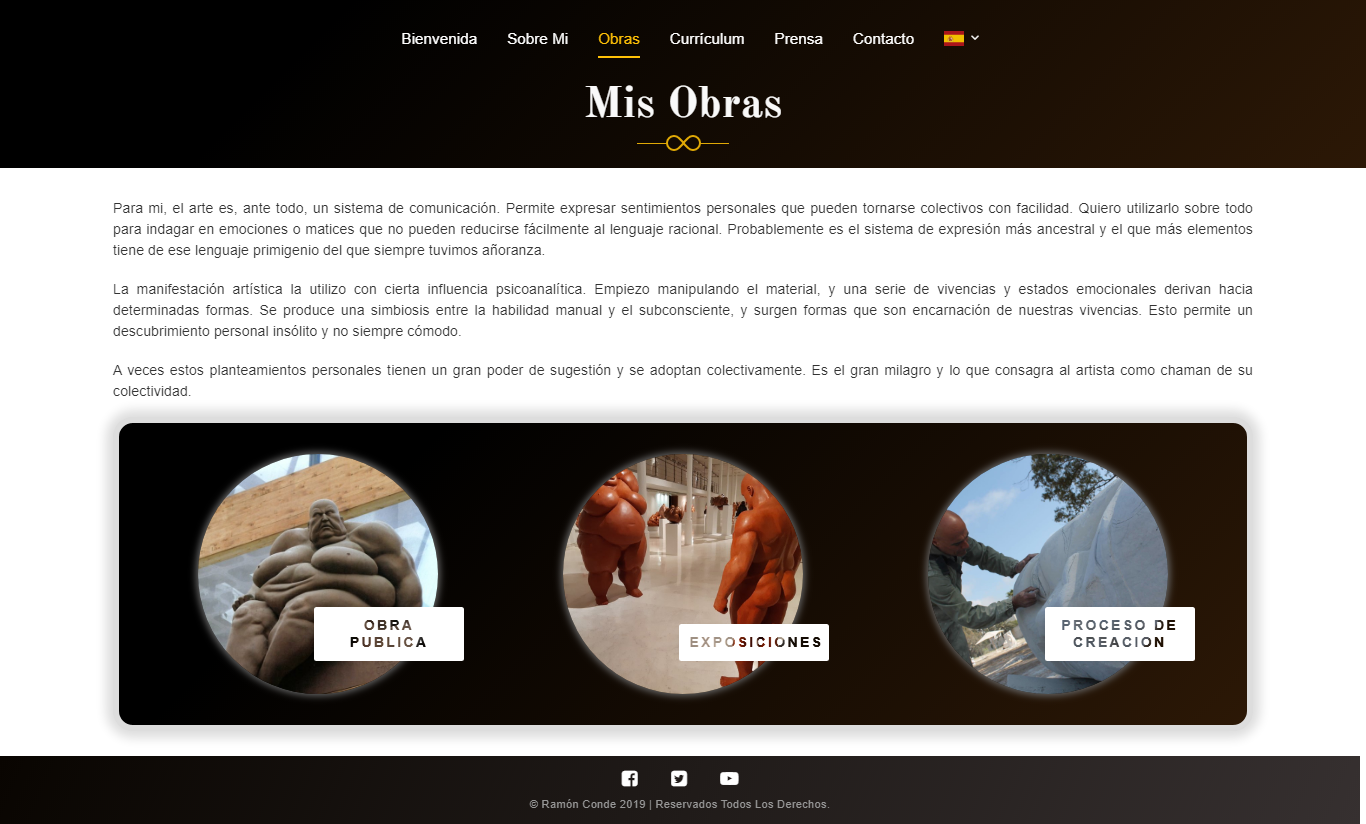 Bienvenida Sobre Mi Obras Currículum Prensa Contacto
Mis Obras
Para mi, el arte es, ante todo, un sistema de comunicación. Permite expresar sentimientos personales que pueden tornarse colectivos con facilidad. Quiero utilizarlo sobre todo
para indagar en emociones o matices que no pueden reducirse fácilmente al lenguaje racional. Probablemente es el sistema de expresión más ancestral y el que más elementos
tiene de ese lenguaje primigenio del que siempre tuvimos añoranza.
La manifestación artística la utilizo con cierta influencia psicoanalítica. Empiezo manipulando el material, y una serie de vivencias y estados emocionales derivan hacia
determinadas formas. Se produce una simbiosis entre la habilidad manual y el subconsciente, y surgen formas que son encarnación de nuestras vivencias. Esto permite un
descubrimiento personal insólito y no siempre cómodo.
A veces estos planteamientos personales tienen un gran poder de sugestión y se adoptan colectivamente. Es el gran milagro y lo que consagra al artista como chaman de su
colectividad.
OBRA
PUBLICA
EXPOSICIONES
PROCESO DE
CREACION
© Ramón Conde 2019 | Reservados Todos Los Derechos.